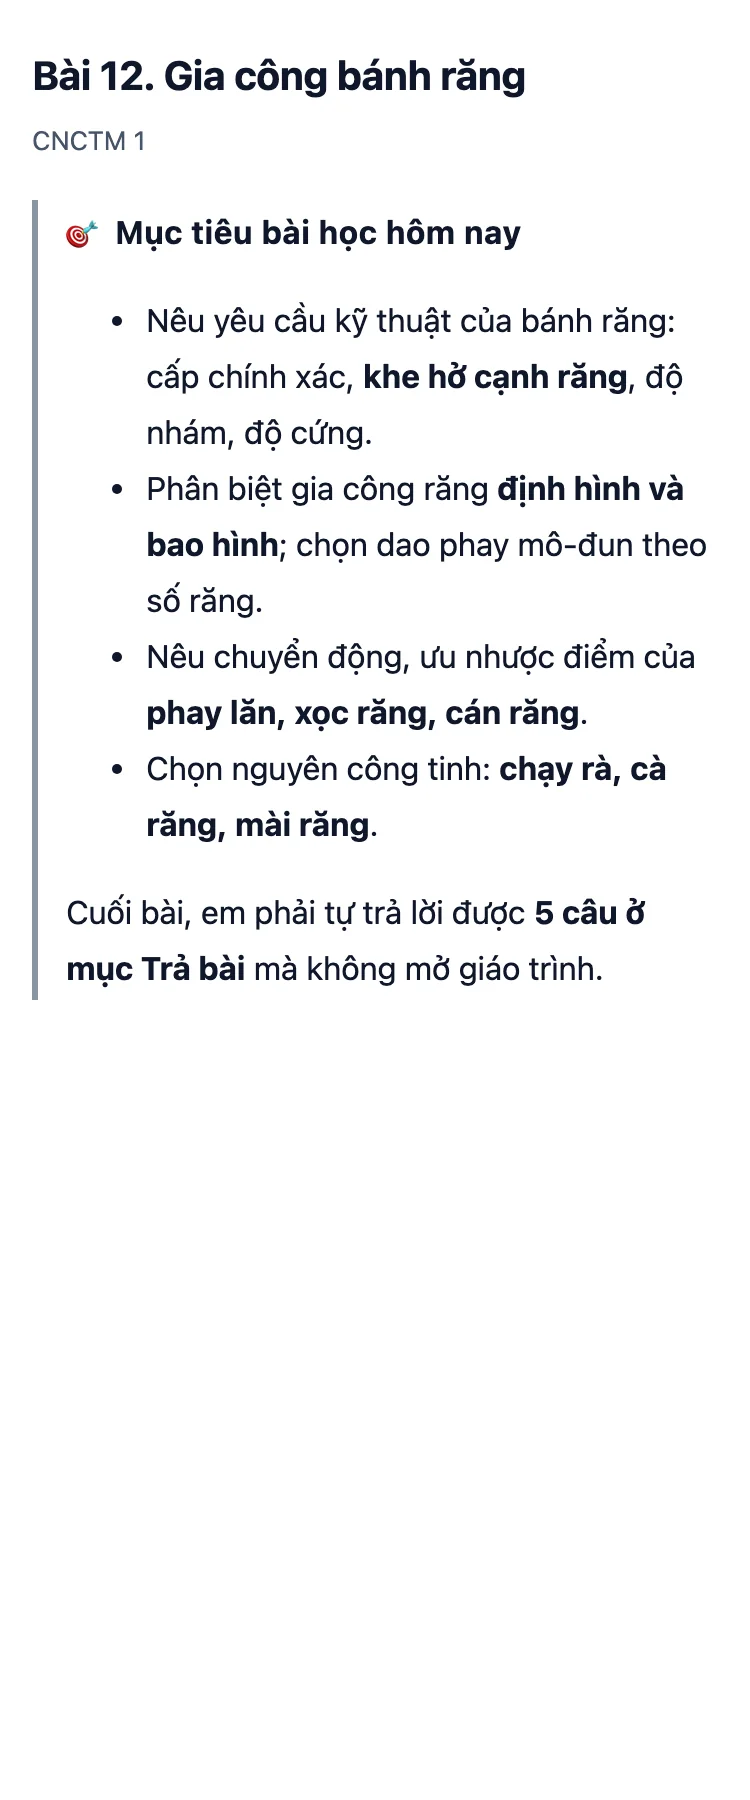 Bài 12. Gia công bánh răng
CNCTM 1
🎯 Mục tiêu bài học hôm nay
• Nêu yêu cầu kỹ thuật của bánh răng:
cấp chính xác, khe hở cạnh răng, độ
nhám, độ cứng.
• Phân biệt gia công răng định hình và
bao hình; chọn dao phay mô-đun theo
số răng.
• Nêu chuyển động, ưu nhược điểm của
phay lăn, xọc răng, cán răng.
• Chọn nguyên công tinh: chạy rà, cà
răng, mài răng.
Cuối bài, em phải tự trả lời được 5 câu ở
mục Trả bài mà không mở giáo trình.